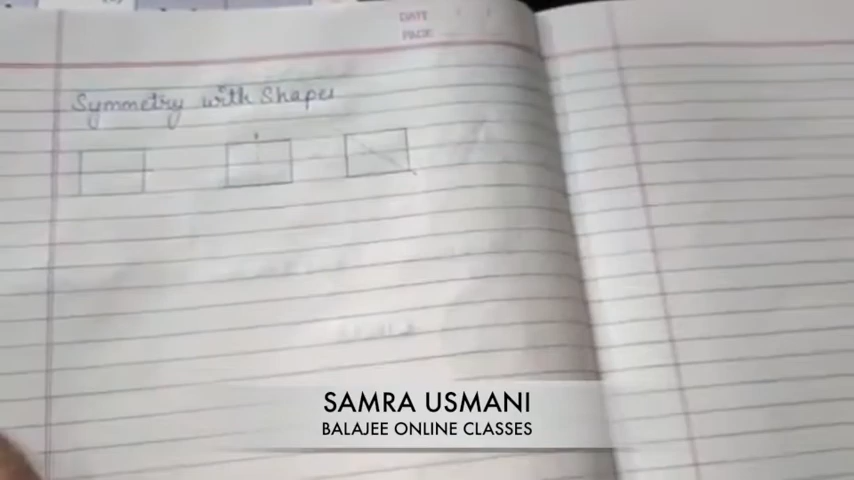 DATE
PAGE
Symmetry with Shapes
SAMRA USMANI
BALAJEE ONLINE CLASSES